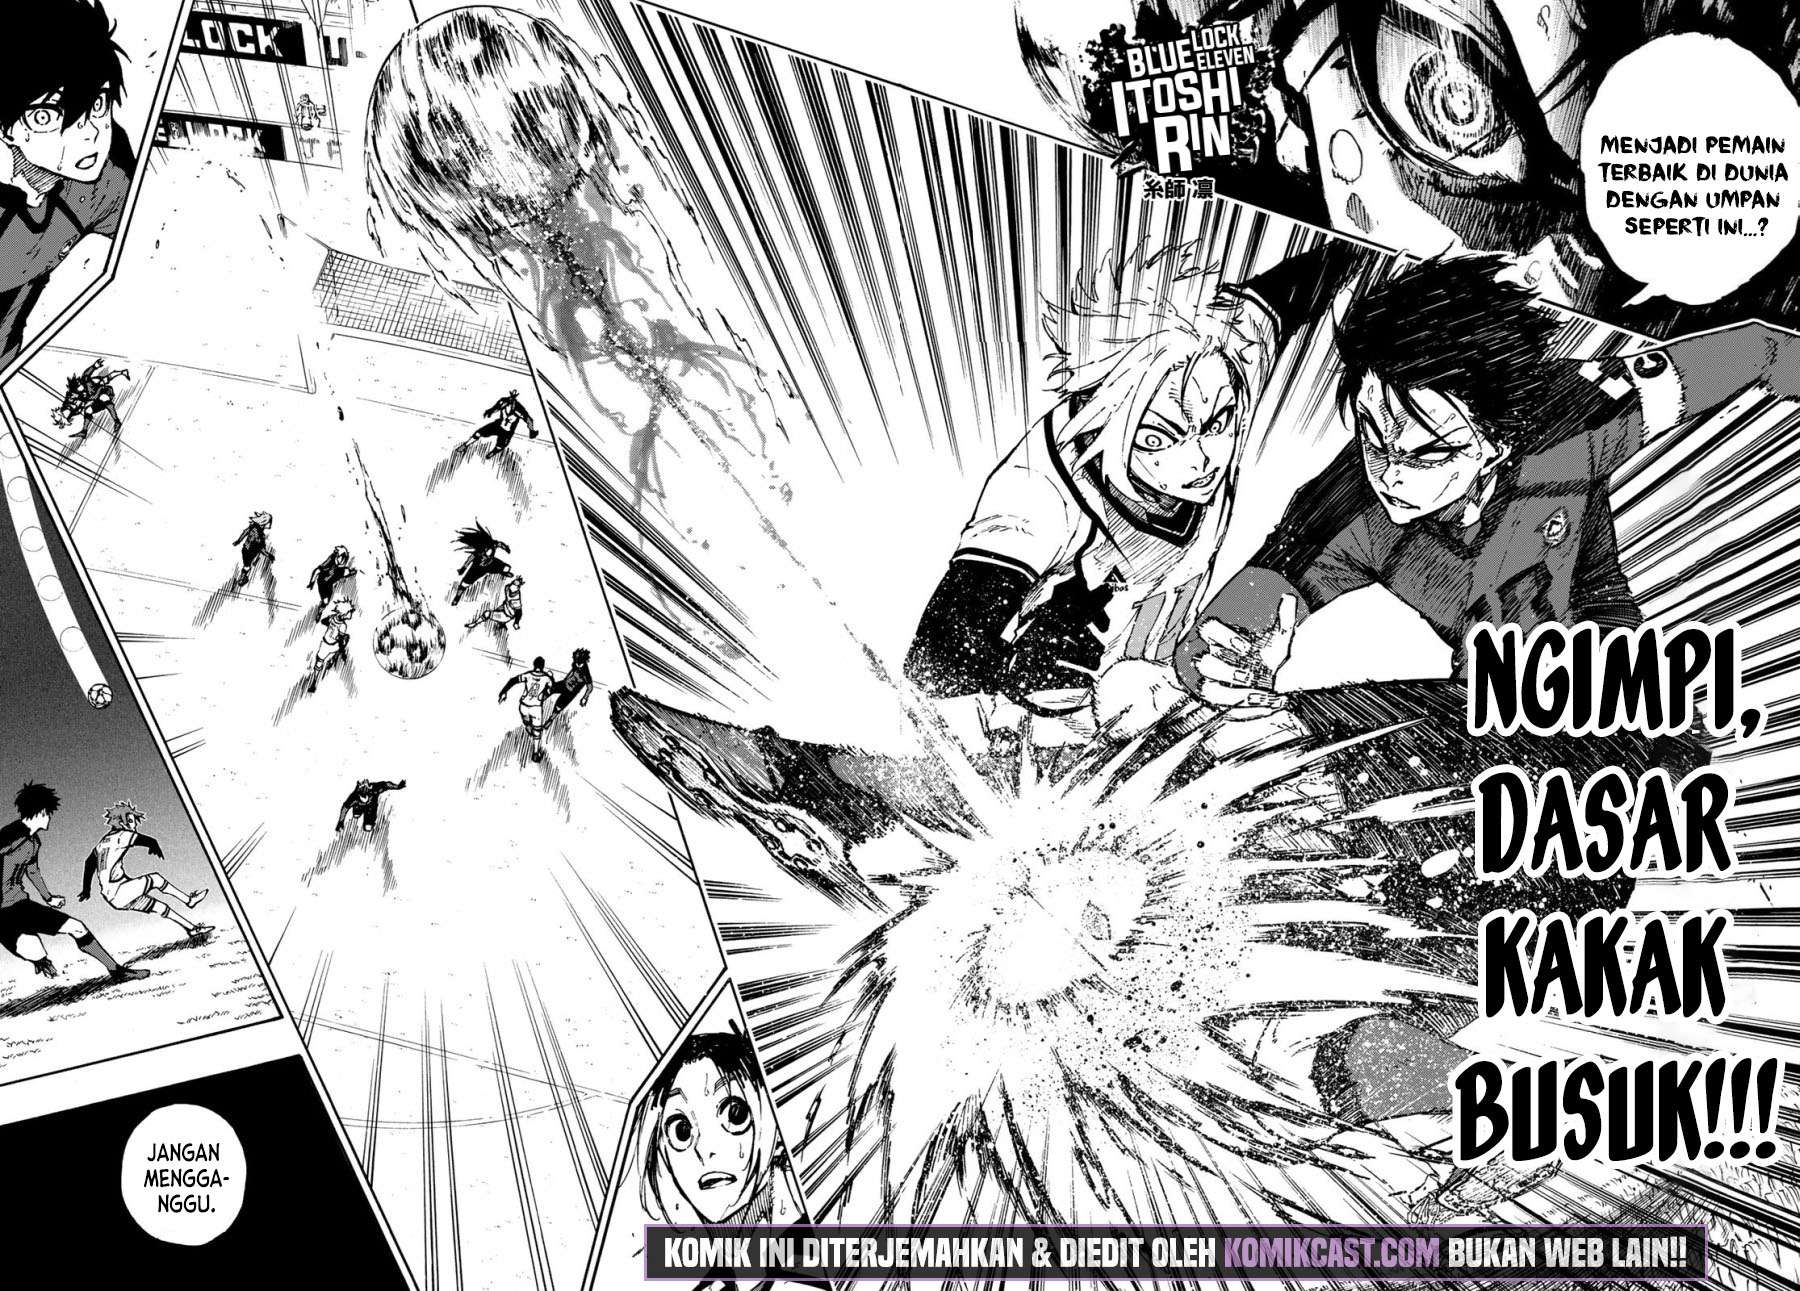 BLUE LOCK
ELEVEN
ITOSHI
RIN
糸師 凛
MENJADI PEMAIN
TERBAIK DI DUNIA
DENGAN UMPAN
SEPERTI INI...?
NGIMPI,
DASAR
KAKAK
BUSUK!!!
LOCK
JANGAN
MENGGA-
NGGU.
KOMIK INI DITERJEMAHKAN & DIEDIT OLEH KOMIKCAST.COM BUKAN WEB LAIN!!